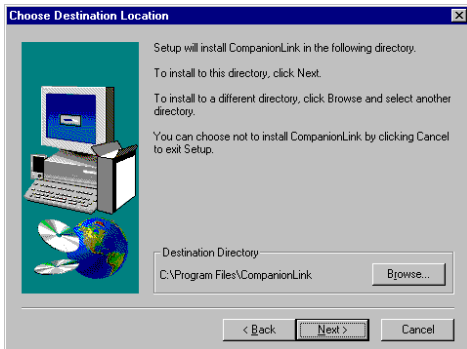 Choose Destination Location
Setup will install CompanionLink in the following directory.
To install to this directory, click Next.
To install to a different directory, click Browse and select another
directory.
You can choose not to install CompanionLink by clicking Cancel
to exit Setup.
Destination Directory
C:\Program Files\CompanionLink
Browse...
< Back
Next >
Cancel